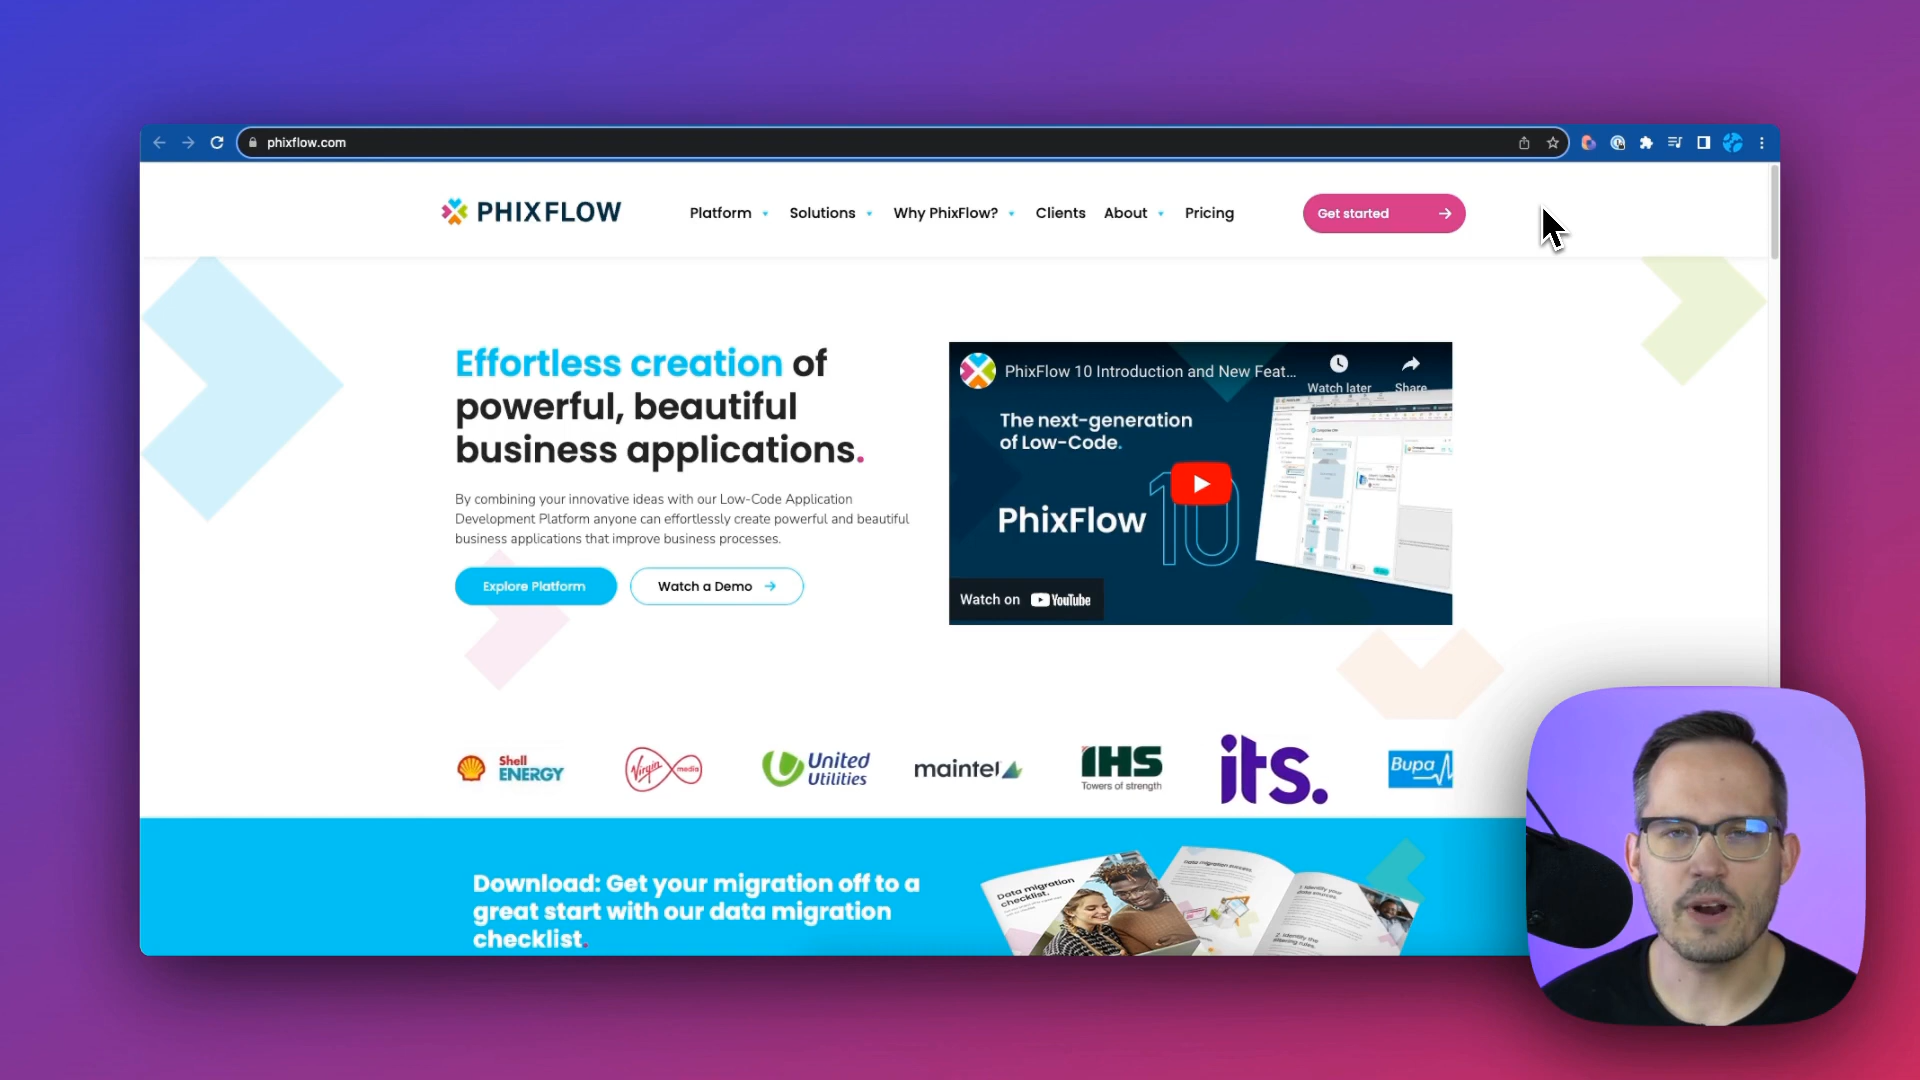 phixflow.com
PHIXFLOW
Platform
Solutions
Why PhixFlow?
Clients
About
Pricing
Get started
Effortless creation of
powerful, beautiful
business applications.
By combining your innovative ideas with our Low-Code Application
Development Platform anyone can effortlessly create powerful and beautiful
business applications that improve business processes.
Explore Platform
Watch a Demo
PhixFlow 10 Introduction and New Feat...
Watch later
Share
The next-generation
of Low-Code.
PhixFlow 10
Watch on YouTube
Shell
ENERGY
Virgin media
United
Utilities
maintel
IHS
Towers of strength
its.
Bupa
Download: Get your migration off to a
great start with our data migration
checklist.
Data migration
checklist.
Data migration success.